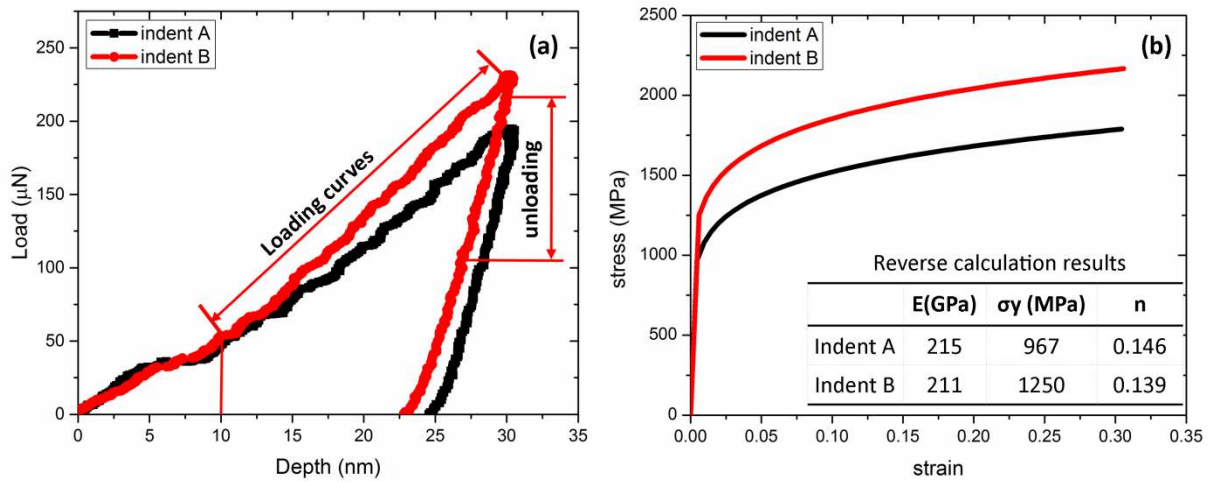 indent A
indent B
(a)
Loading curves
unloading
250
200
150
100
50
0
Load (μN)
0 5 10 15 20 25 30 35
Depth (nm)
indent A
indent B
(b)
2500
2000
1500
1000
500
0
stress (MPa)
Reverse calculation results
E(GPa) σy (MPa) n
Indent A 215 967 0.146
Indent B 211 1250 0.139
0.00 0.05 0.10 0.15 0.20 0.25 0.30 0.35
strain